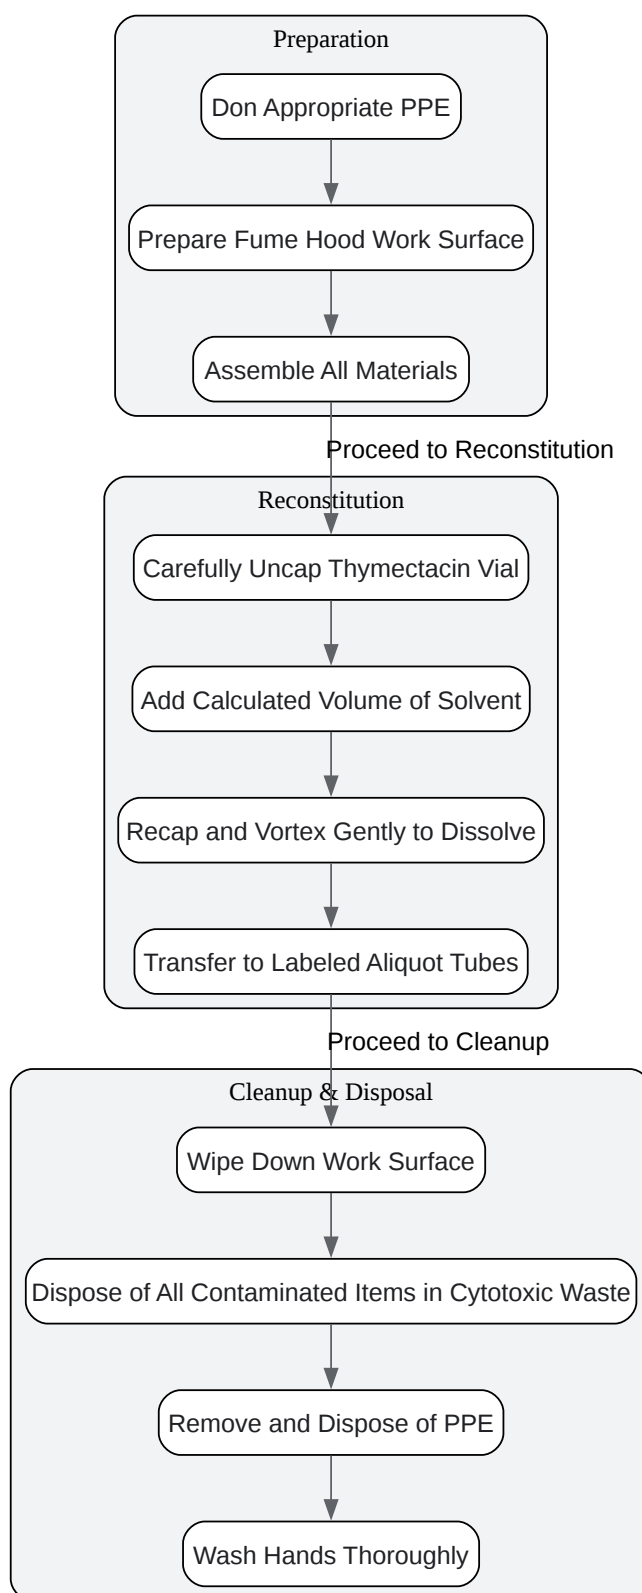 Preparation
Don Appropriate PPE
Prepare Fume Hood Work Surface
Assemble All Materials
Proceed to Reconstitution
Reconstitution
Carefully Uncap Thymectacin Vial
Add Calculated Volume of Solvent
Recap and Vortex Gently to Dissolve
Transfer to Labeled Aliquot Tubes
Proceed to Cleanup
Cleanup & Disposal
Wipe Down Work Surface
Dispose of All Contaminated Items in Cytotoxic Waste
Remove and Dispose of PPE
Wash Hands Thoroughly